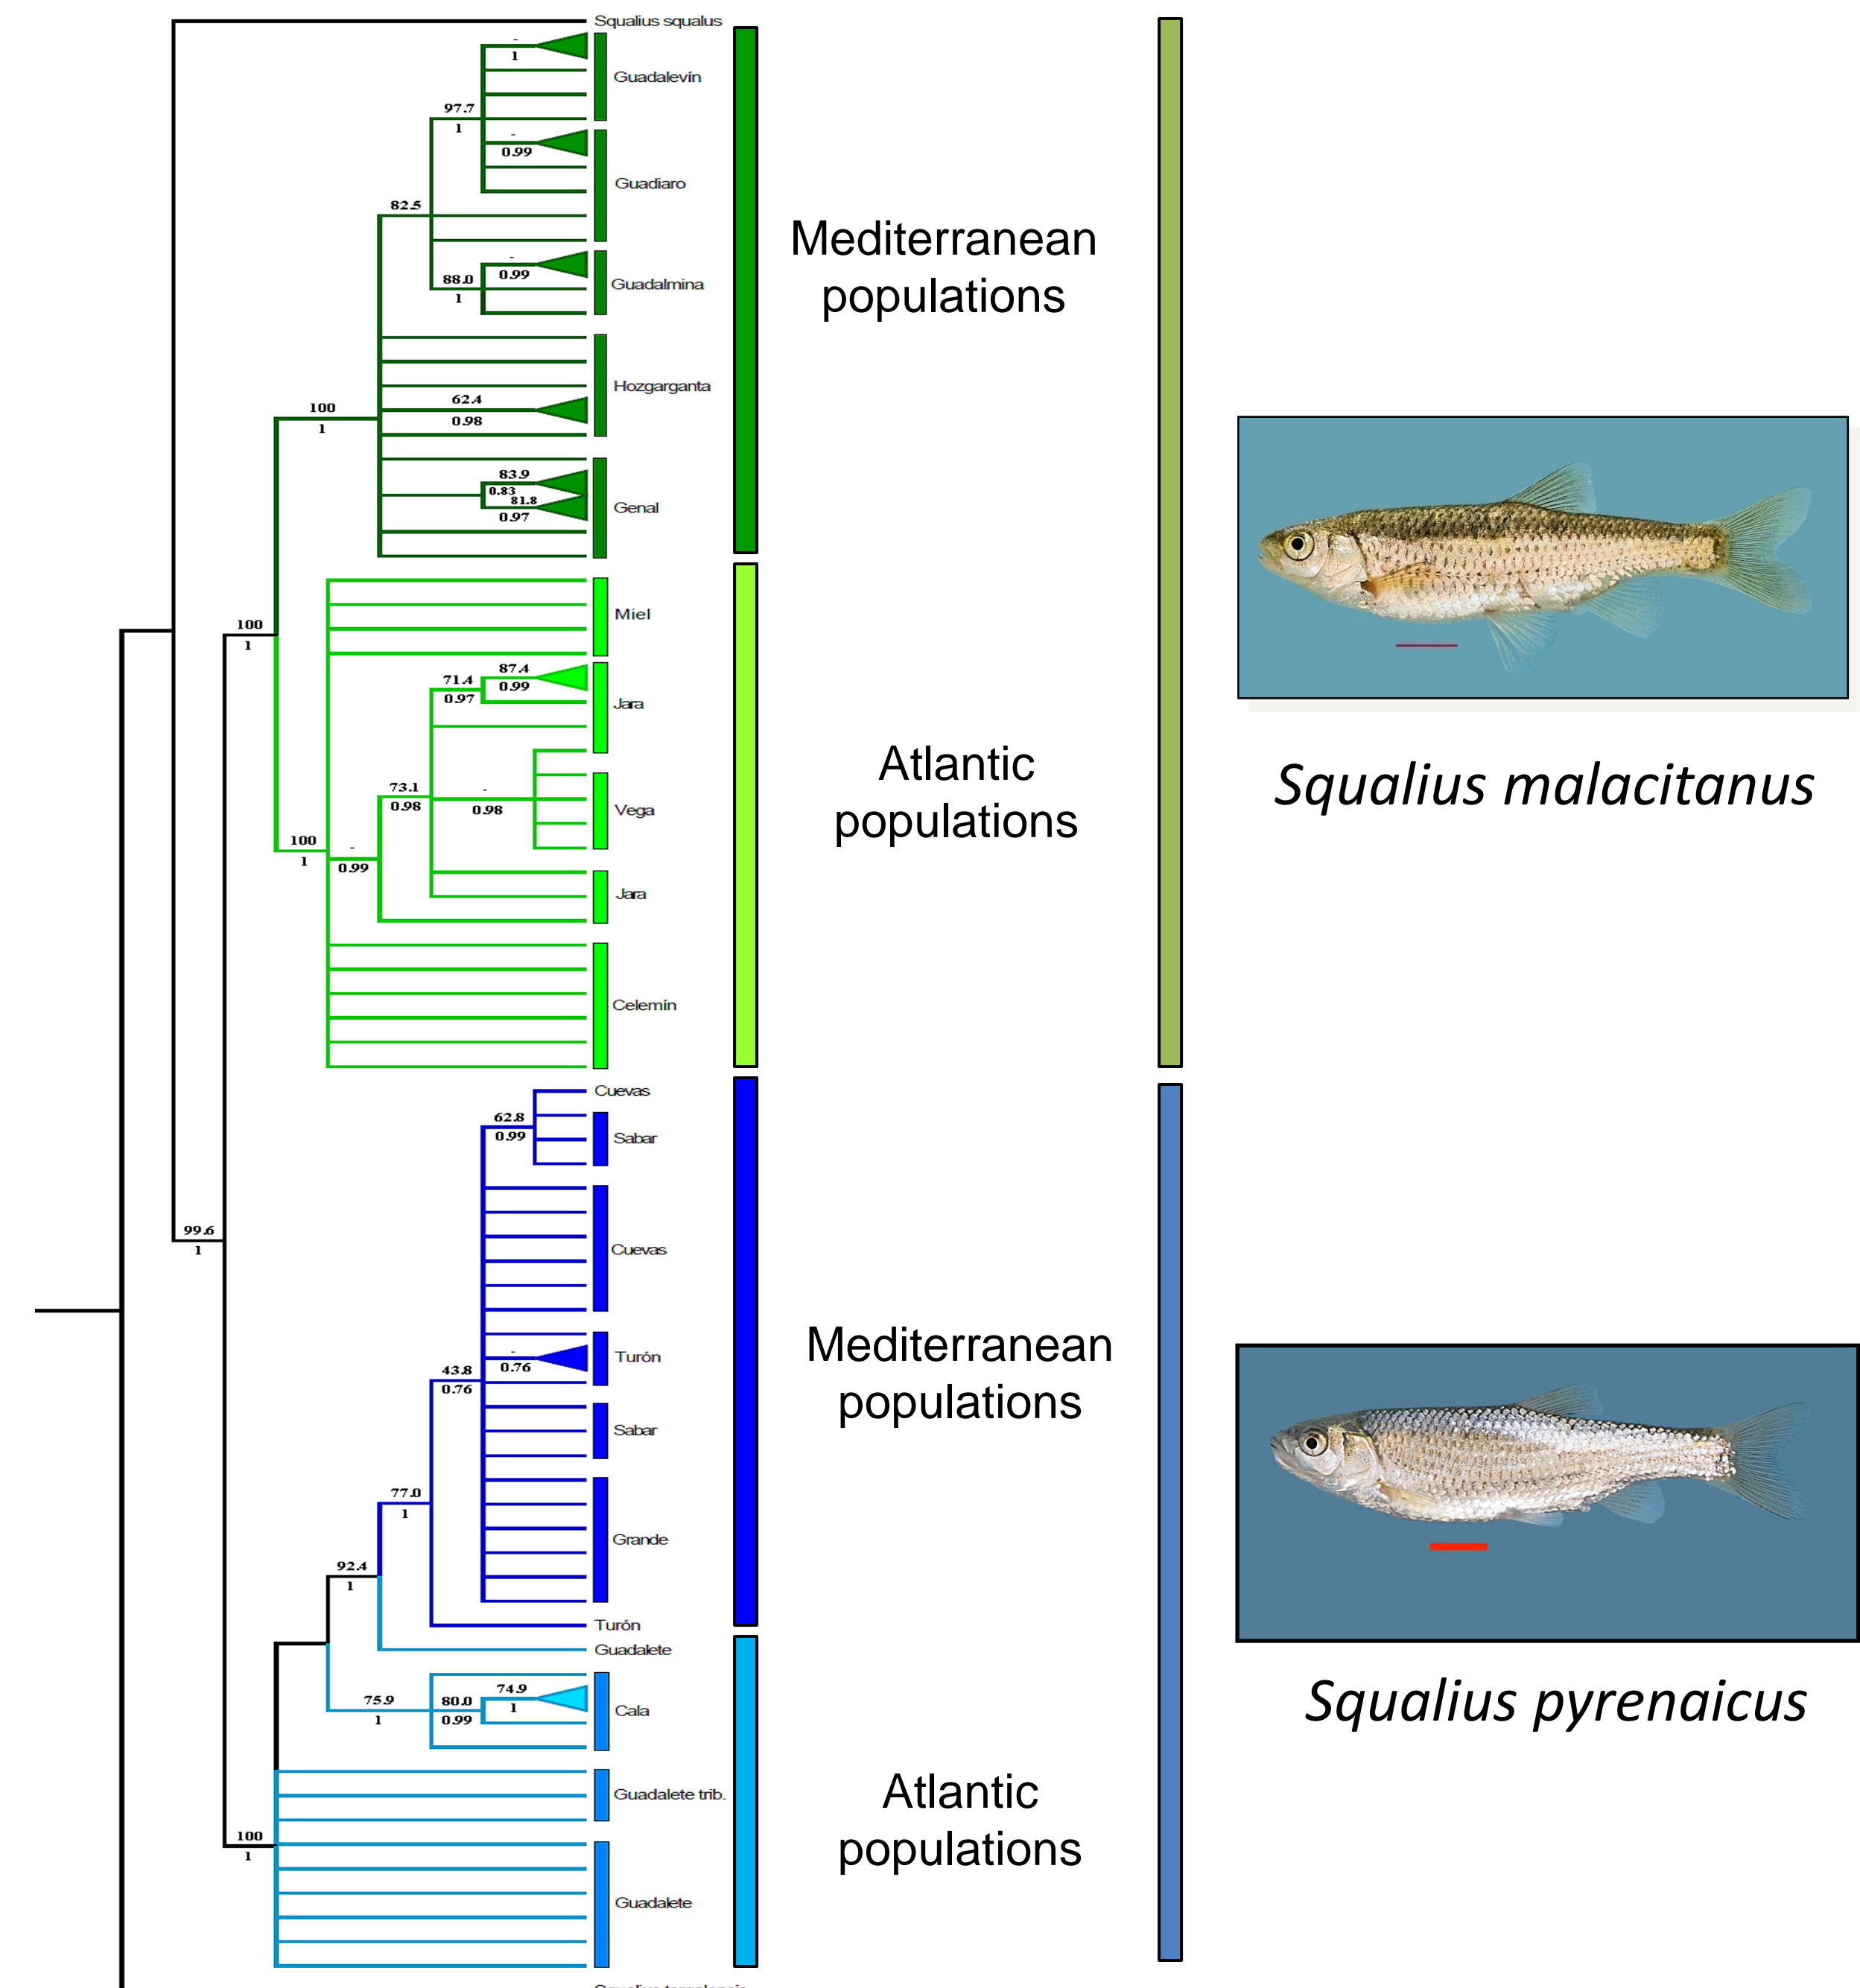 Squalius squalus
-
1
Guadalevín
97.7
1
-
0.99
Guadiaro
82.5
-
0.99
88.0
1
Guadalmina
Mediterranean
populations
Hozgarganta
62.4
0.98
100
1
83.9
0.83
81.8
0.97
Genal
100
1
Miel
87.4
0.99
71.4
0.97
Jara
73.1
0.98
-
0.98
Vega
100
1
-
0.99
Jara
Celemín
Atlantic
populations
Squalius malacitanus
Cuevas
62.8
0.99
Sabar
99.6
1
Cuevas
-
0.76
Turón
43.8
0.76
Sabar
77.0
1
Grande
92.4
1
Turón
Mediterranean
populations
Guadalete
74.9
1
75.9
1
80.0
0.99
Cala
Guadalete trib.
100
1
Guadalete
Atlantic
populations
Squalius pyrenaicus